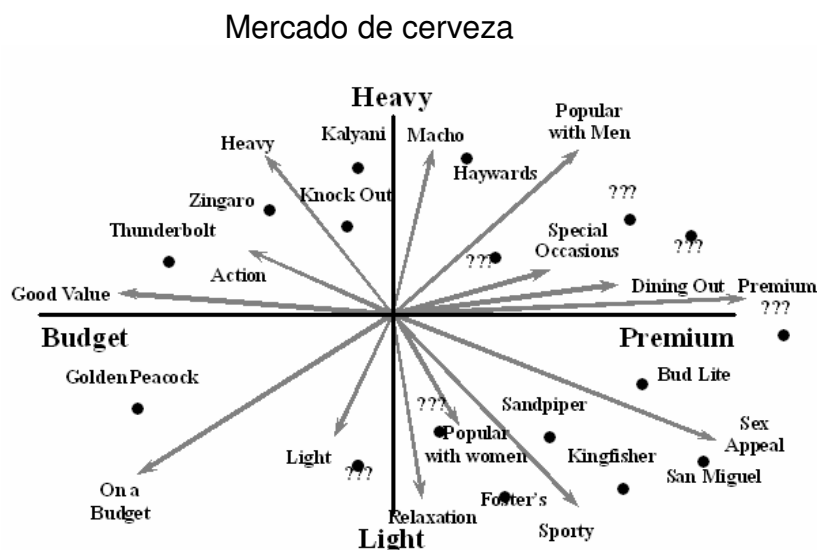 Mercado de cerveza
Heavy
Popular
with Men
Kalyani
Macho
Heavy
Haywards
Knock Out
Zingaro
???
Thunderbolt
Special
Occasions
???
???
Action
Good Value
Dining Out
Premium
???
Budget
Premium
Golden Peacock
Bud Lite
???
Sandpiper
Sex
Appeal
Popular
with women
Light
Kingfisher
???
San Miguel
On a
Budget
Foster's
Relaxation
Sporty
Light